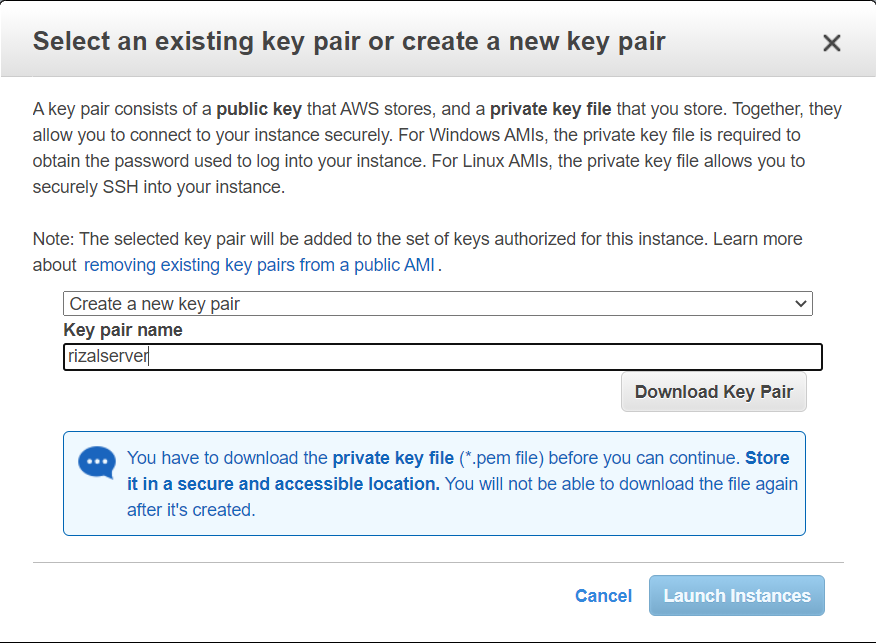 Select an existing key pair or create a new key pair
A key pair consists of a public key that AWS stores, and a private key file that you store. Together, they
allow you to connect to your instance securely. For Windows AMIs, the private key file is required to
obtain the password used to log into your instance. For Linux AMIs, the private key file allows you to
securely SSH into your instance.
Note: The selected key pair will be added to the set of keys authorized for this instance. Learn more
about removing existing key pairs from a public AMI.
Create a new key pair
Key pair name
rizalserver
Download Key Pair
You have to download the private key file (*.pem file) before you can continue. Store
it in a secure and accessible location. You will not be able to download the file again
after it's created.
Cancel Launch Instances